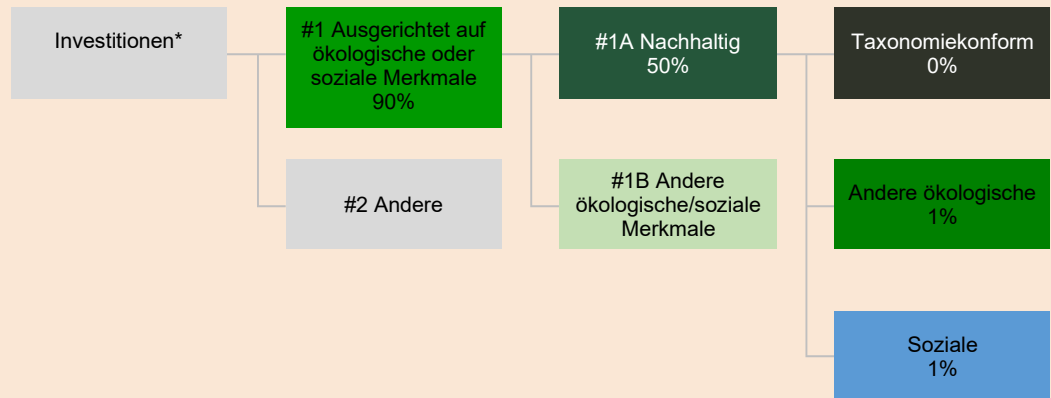 Investitionen*
#1 Ausgerichtet auf
ökologische oder
soziale Merkmale
90%
#1A Nachhaltig
50%
Taxonomiekonform
0%
#2 Andere
#1B Andere
ökologische/soziale
Merkmale
Andere ökologische
1%
Soziale
1%